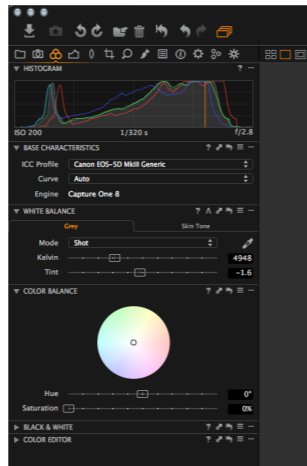 HISTOGRAM ?
ISO 200 1/320 s f/2.8
BASE CHARACTERISTICS ?
ICC Profile Canon EOS-5D MkIII Generic
Curve Auto
Engine Capture One 8
WHITE BALANCE ? A
Grey Skin Tone
Mode Shot
Kelvin 4948
Tint -1.6
COLOR BALANCE ?
Hue 0°
Saturation 0%
BLACK & WHITE ?
COLOR EDITOR ?